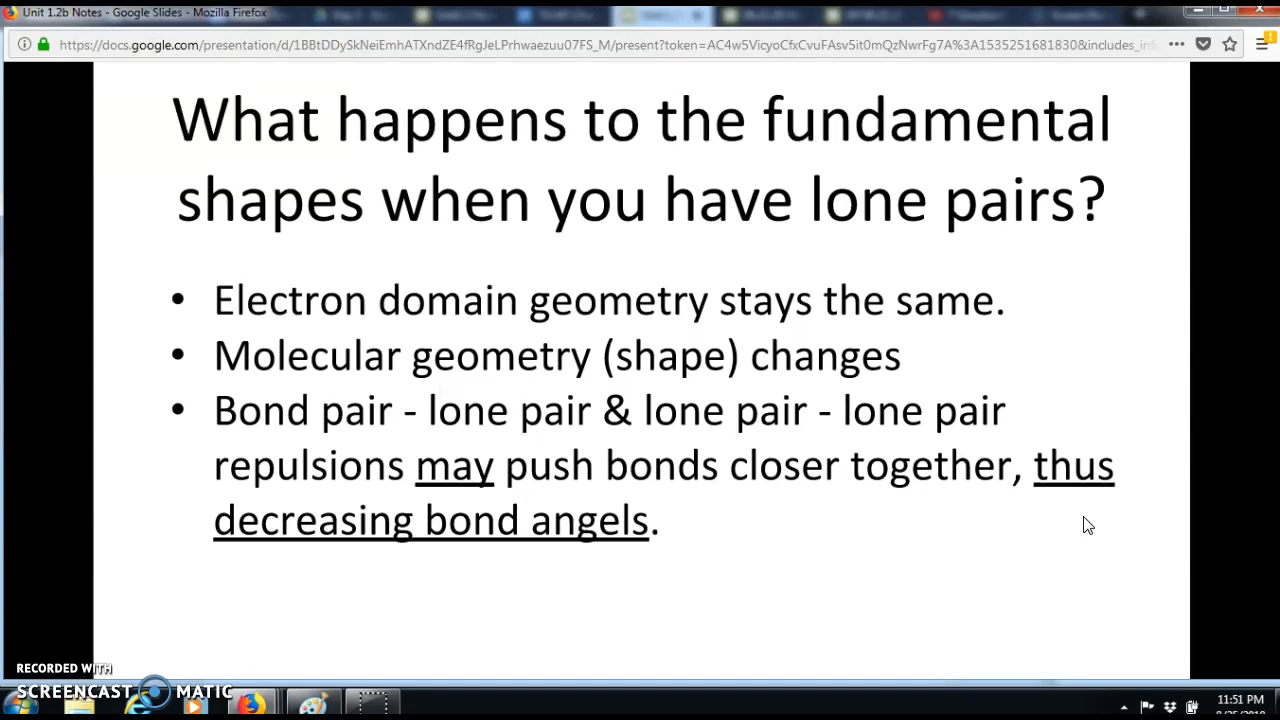 Unit 1.2b Notes - Google Slides - Mozilla Firefox
What happens to the fundamental
shapes when you have lone pairs?
• Electron domain geometry stays the same.
• Molecular geometry (shape) changes
• Bond pair - lone pair & lone pair - lone pair
repulsions may push bonds closer together, thus
decreasing bond angels.
RECORDED WITH
SCREENCAST MATIC
11:51 PM